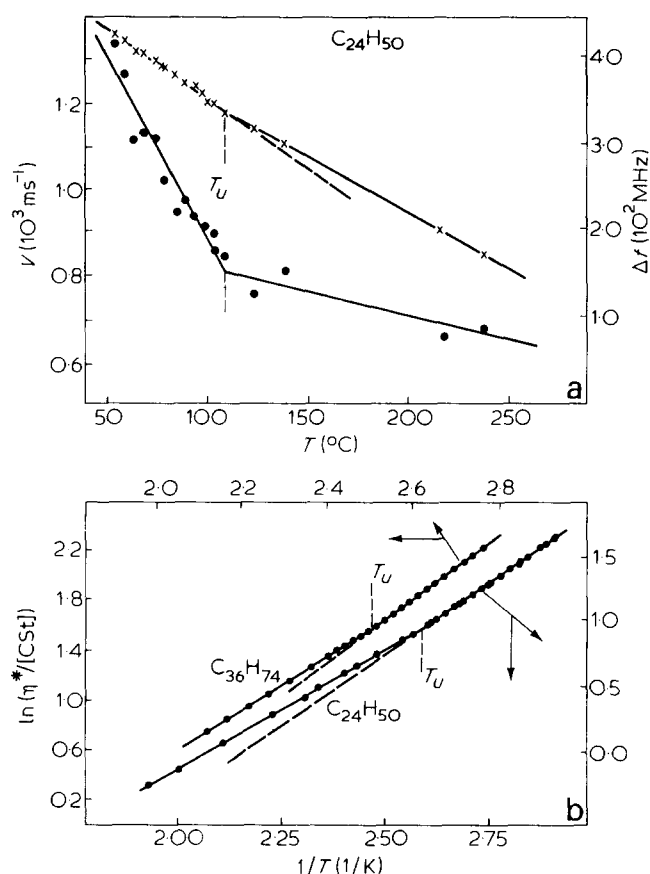 C24H50
1·2
1·0
0·8
0·6
V (10³ms⁻¹)
4·0
3·0
2·0
1·0
Δf (10² MHz)
Tu
50
100
150
200
250
T (°C)
a
2·0
2·2
2·4
2·6
2·8
2·2
1·8
1·4
1·0
0·6
0·2
ln (η*/[CSt])
1·5
1·0
0·5
0·0
Tu
C36H74
Tu
C24H50
2·00
2·25
2·50
2·75
1/T (1/K)
b